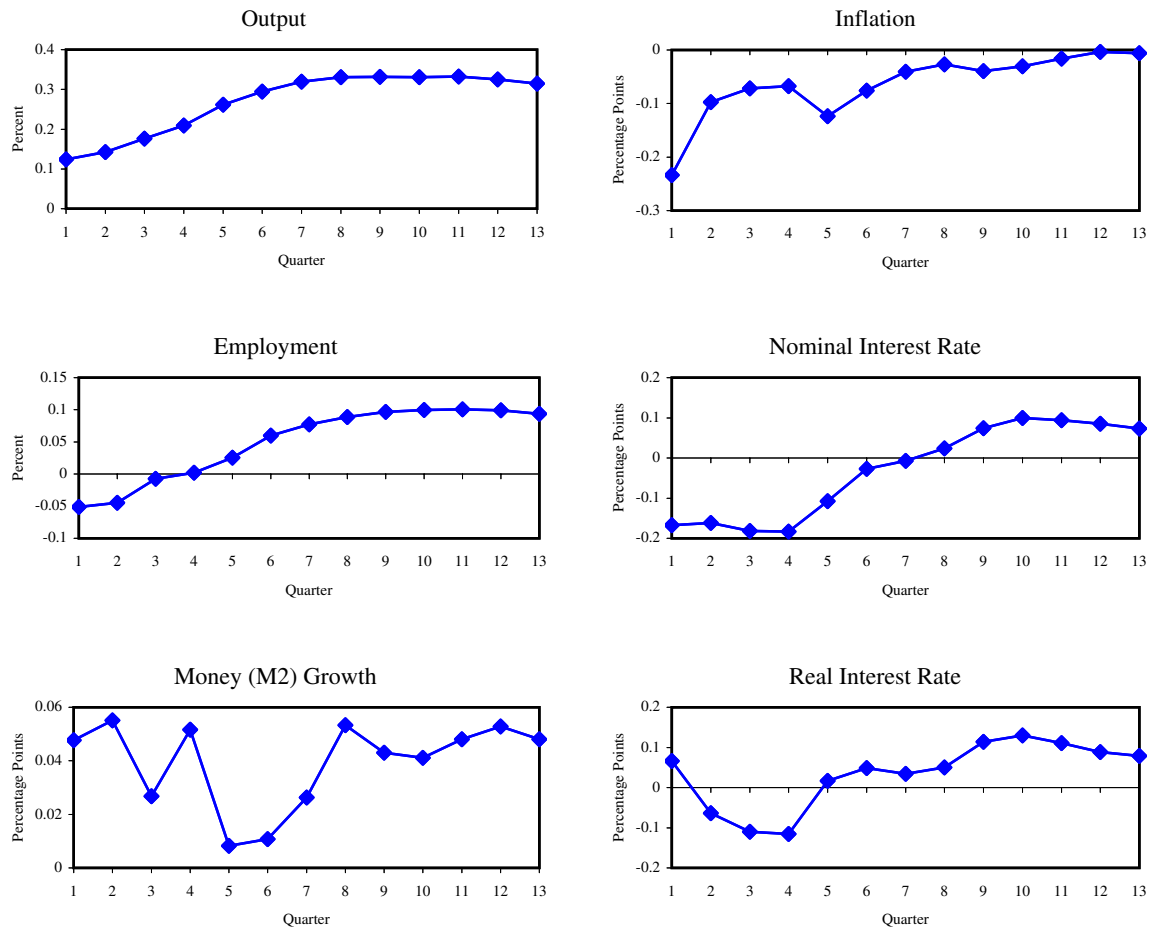 Output
Percent
0.4
0.3
0.2
0.1
0
1 2 3 4 5 6 7 8 9 10 11 12 13
Quarter
Inflation
Percentage Points
0
-0.1
-0.2
-0.3
1 2 3 4 5 6 7 8 9 10 11 12 13
Quarter
Employment
Percent
0.15
0.1
0.05
0
-0.05
-0.1
1 2 3 4 5 6 7 8 9 10 11 12 13
Quarter
Nominal Interest Rate
Percentage Points
0.2
0.1
0
-0.1
-0.2
1 2 3 4 5 6 7 8 9 10 11 12 13
Quarter
Money (M2) Growth
Percentage Points
0.06
0.04
0.02
0
1 2 3 4 5 6 7 8 9 10 11 12 13
Quarter
Real Interest Rate
Percentage Points
0.2
0.1
0
-0.1
-0.2
1 2 3 4 5 6 7 8 9 10 11 12 13
Quarter